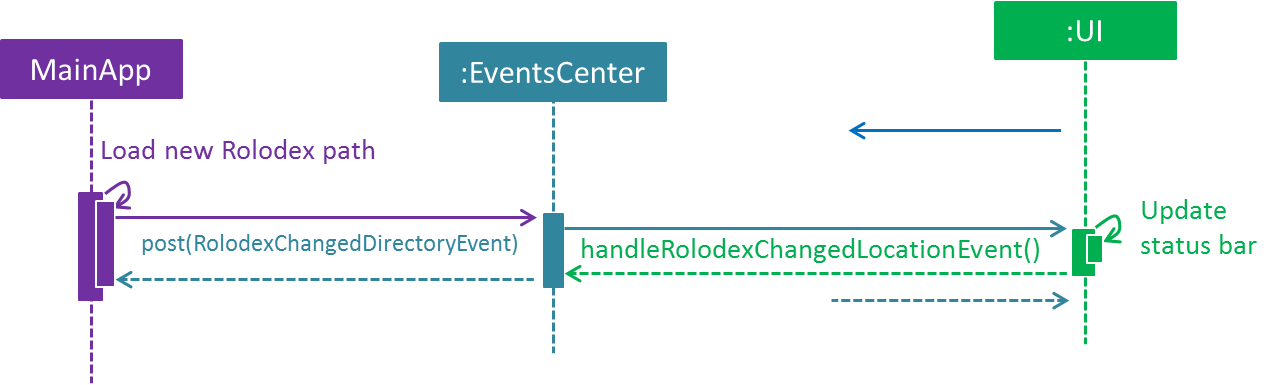 :UI
MainApp
:EventsCenter
Load new Rolodex path
Update
status bar
post(RolodexChangedDirectoryEvent)
handleRolodexChangedLocationEvent()